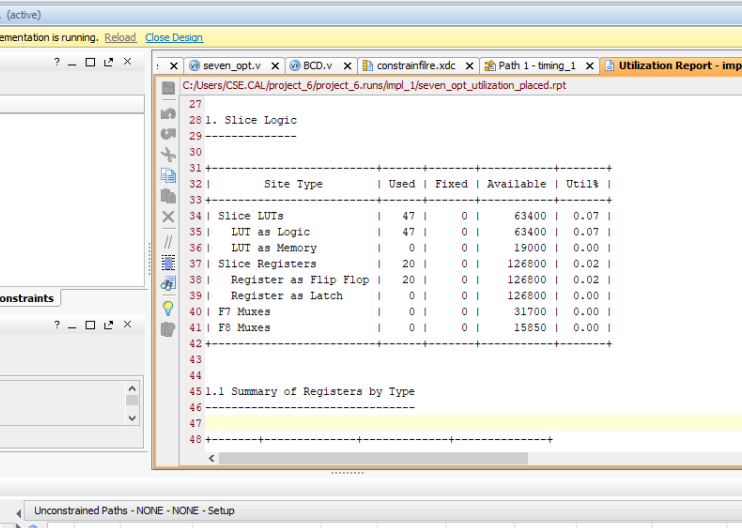 (active)
ementation is running. Reload Close Design
seven_opt.v BCD.v constrainfilre.xdc Path 1 - timing_1 Utilization Report - imp
C:/Users/CSE.CAL/project_6/project_6.runs/impl_1/seven_opt_utilization_placed.rpt
27
28 1. Slice Logic
29 --------------
30
31 +----------------------------+------+-------+-----------+-------+
32 | Site Type | Used | Fixed | Available | Util% |
33 +----------------------------+------+-------+-----------+-------+
34 | Slice LUTs | 47 | 0 | 63400 | 0.07 |
35 | LUT as Logic | 47 | 0 | 63400 | 0.07 |
36 | LUT as Memory | 0 | 0 | 19000 | 0.00 |
37 | Slice Registers | 20 | 0 | 126800 | 0.02 |
38 | Register as Flip Flop | 20 | 0 | 126800 | 0.02 |
39 | Register as Latch | 0 | 0 | 126800 | 0.00 |
40 | F7 Muxes | 0 | 0 | 31700 | 0.00 |
41 | F8 Muxes | 0 | 0 | 15850 | 0.00 |
42 +----------------------------+------+-------+-----------+-------+
43
44
45 1.1 Summary of Registers by Type
46 --------------------------------
47
48 +-------+--------------+-------------+--------------+
onstraints
Unconstrained Paths - NONE - NONE - Setup